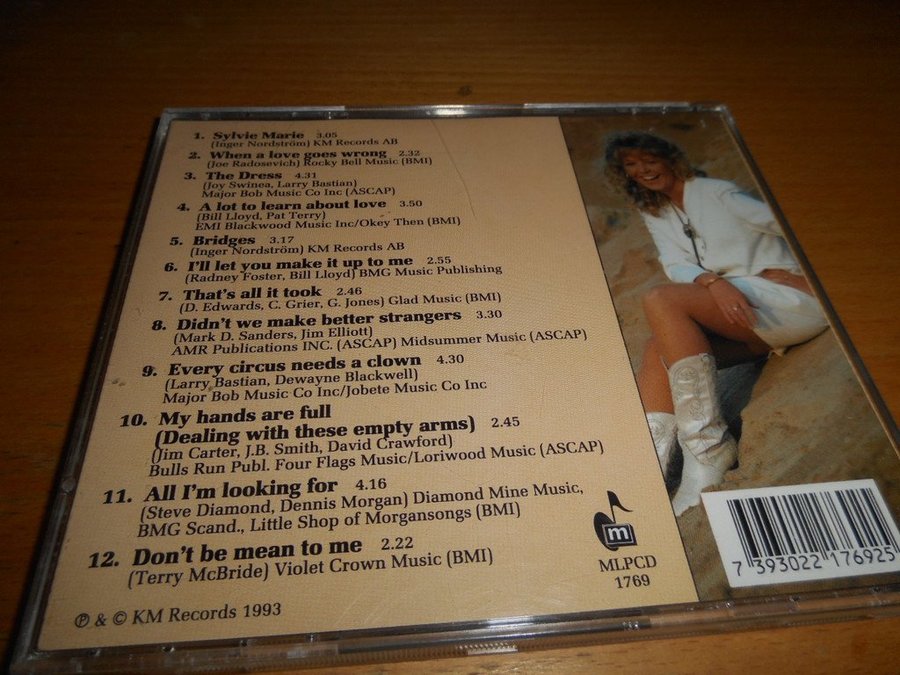 1. Sylvie Marie 3.05
(Inger Nordström) KM Records AB
2. When a love goes wrong 2.32
(Joe Radosevich) Rocky Bell Music (BMI)
3. The Dress 4.31
(Joy Swinea, Larry Bastian)
Major Bob Music Co Inc (ASCAP)
4. A lot to learn about love 3.50
(Bill Lloyd, Pat Terry)
EMI Blackwood Music Inc/Okey Then (BMI)
5. Bridges 3.17
(Inger Nordström) KM Records AB
6. I'll let you make it up to me 2.55
(Radney Foster, Bill Lloyd) BMG Music Publishing
7. That's all it took 2.46
(D. Edwards, C. Grier, G. Jones) Glad Music (BMI)
8. Didn't we make better strangers 3.30
(Mark D. Sanders, Jim Elliott)
AMR Publications INC. (ASCAP) Midsummer Music (ASCAP)
9. Every circus needs a clown 4.30
(Larry Bastian, Dewayne Blackwell)
Major Bob Music Co Inc/Jobete Music Co Inc
10. My hands are full
(Dealing with these empty arms) 2.45
(Jim Carter, J.B. Smith, David Crawford)
Bulls Run Publ. Four Flags Music/Loriwood Music (ASCAP)
11. All I'm looking for 4.16
(Steve Diamond, Dennis Morgan) Diamond Mine Music,
BMG Scand., Little Shop of Morgansongs (BMI)
12. Don't be mean to me 2.22
(Terry McBride) Violet Crown Music (BMI)
℗ & © KM Records 1993
m
MLPCD
1769
7 393022 176925